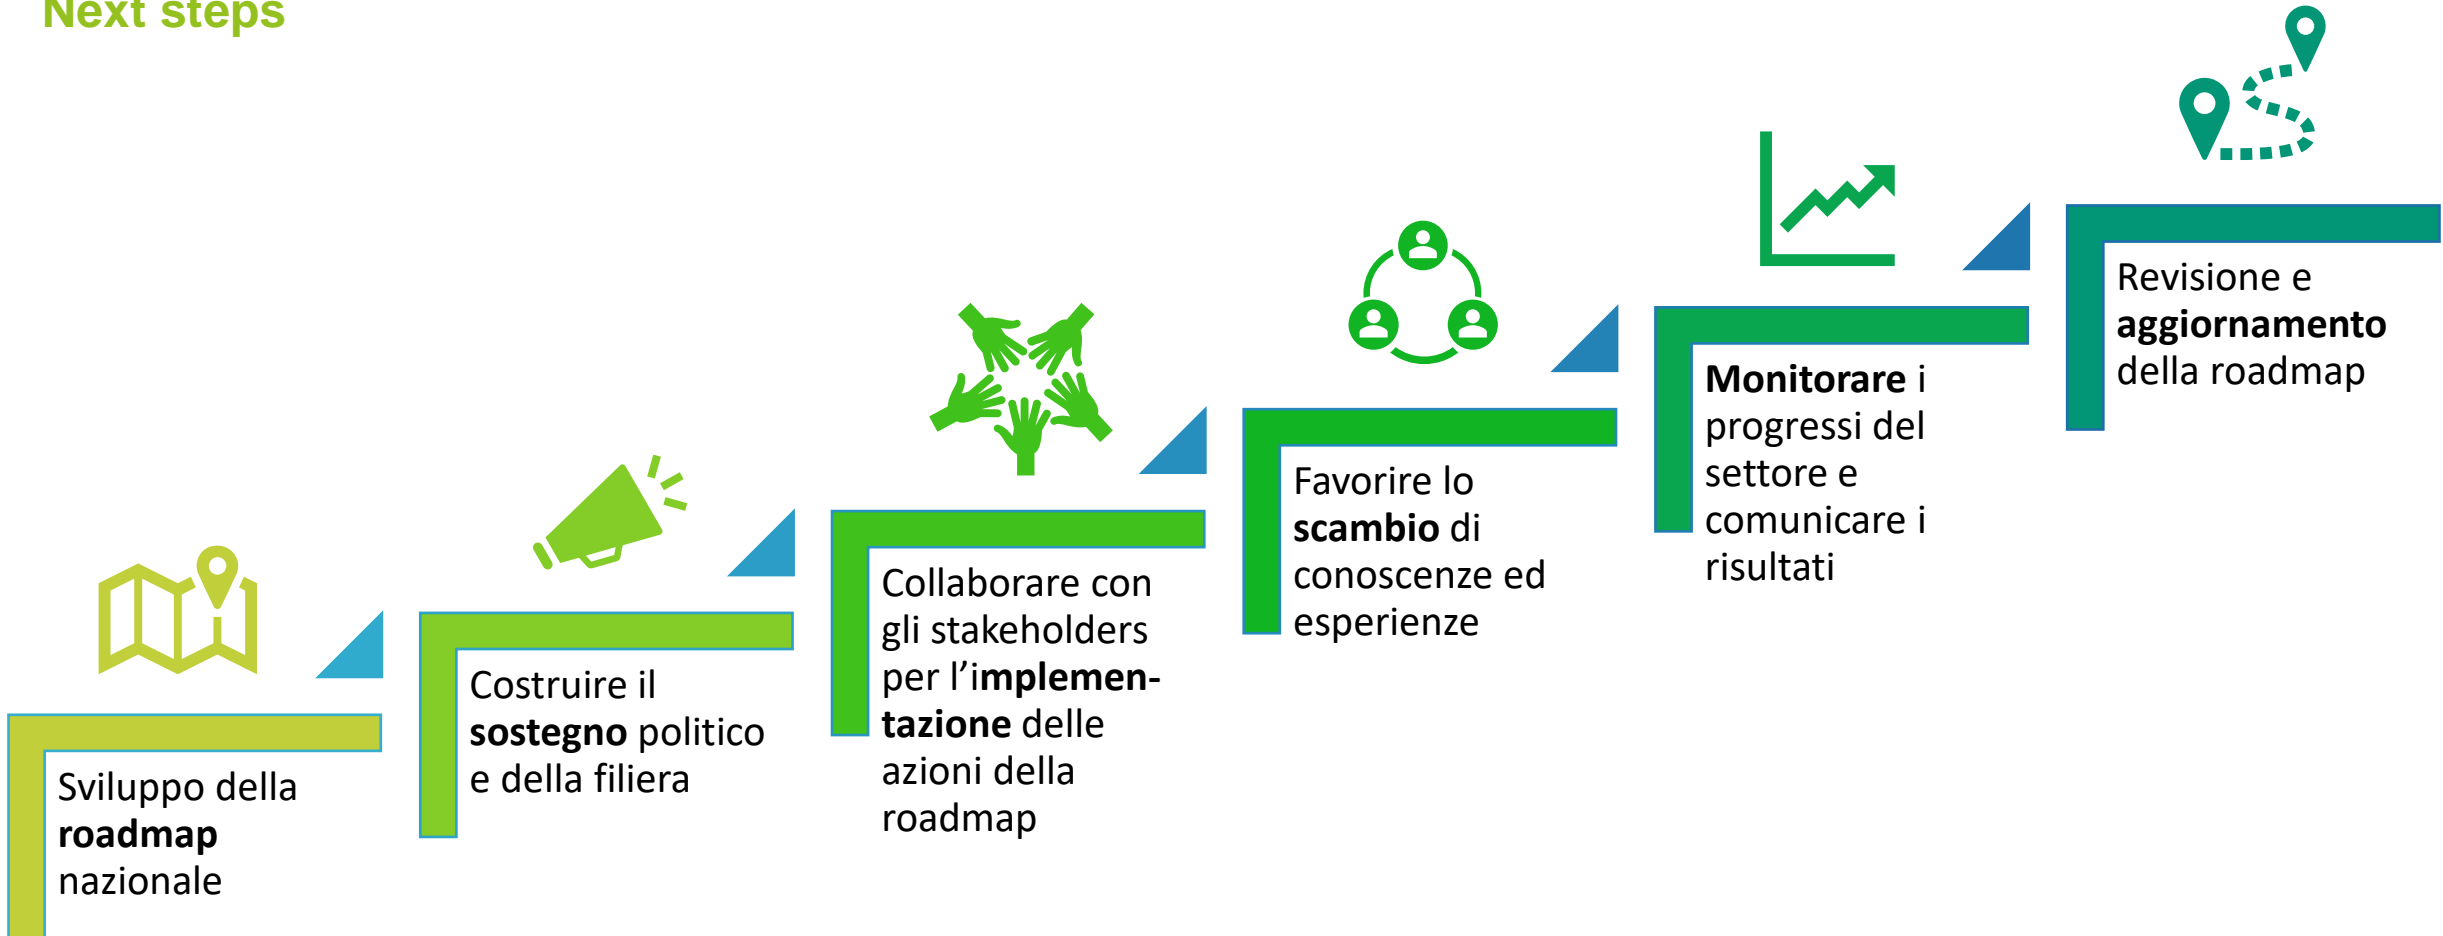 Next steps
Sviluppo della
roadmap
nazionale
Costruire il
sostegno politico
e della filiera
Collaborare con
gli stakeholders
per l’implemen-
tazione delle
azioni della
roadmap
Favorire lo
scambio di
conoscenze ed
esperienze
Monitorare i
progressi del
settore e
comunicare i
risultati
Revisione e
aggiornamento
della roadmap